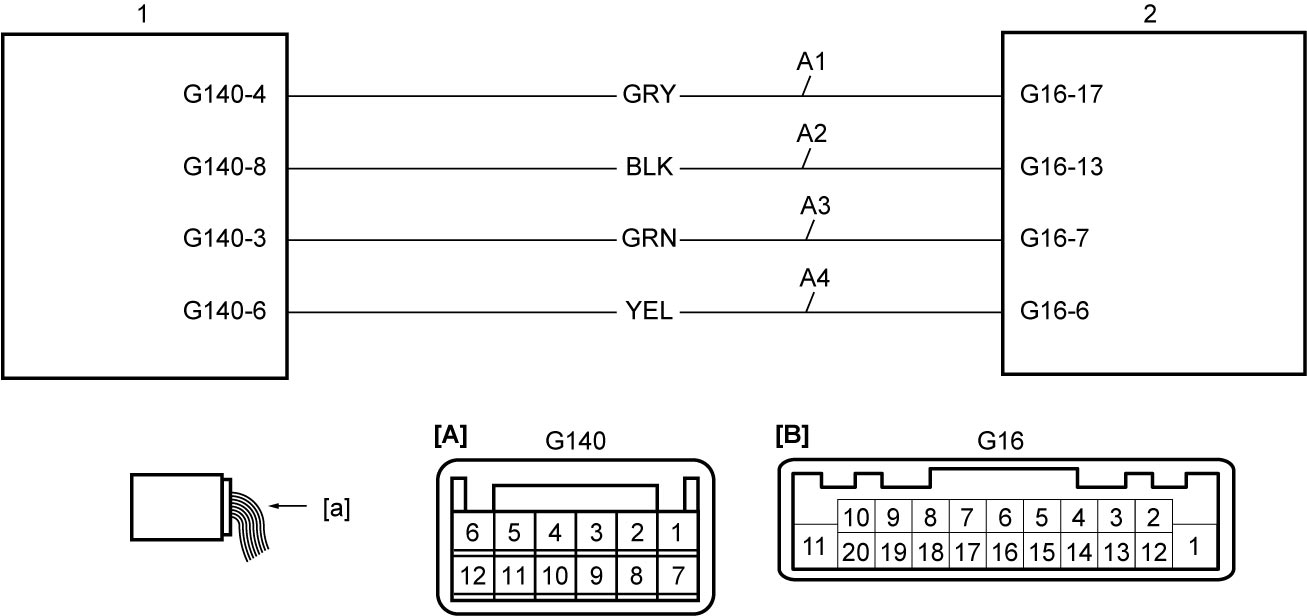 1 2
A1
G140-4 GRY G16-17
A2
G140-8 BLK G16-13
A3
G140-3 GRN G16-7
A4
G140-6 YEL G16-6
[A] G140 [B] G16
[a]
6 5 4 3 2 1
12 11 10 9 8 7
10 9 8 7 6 5 4 3 2
11 20 19 18 17 16 15 14 13 12 1